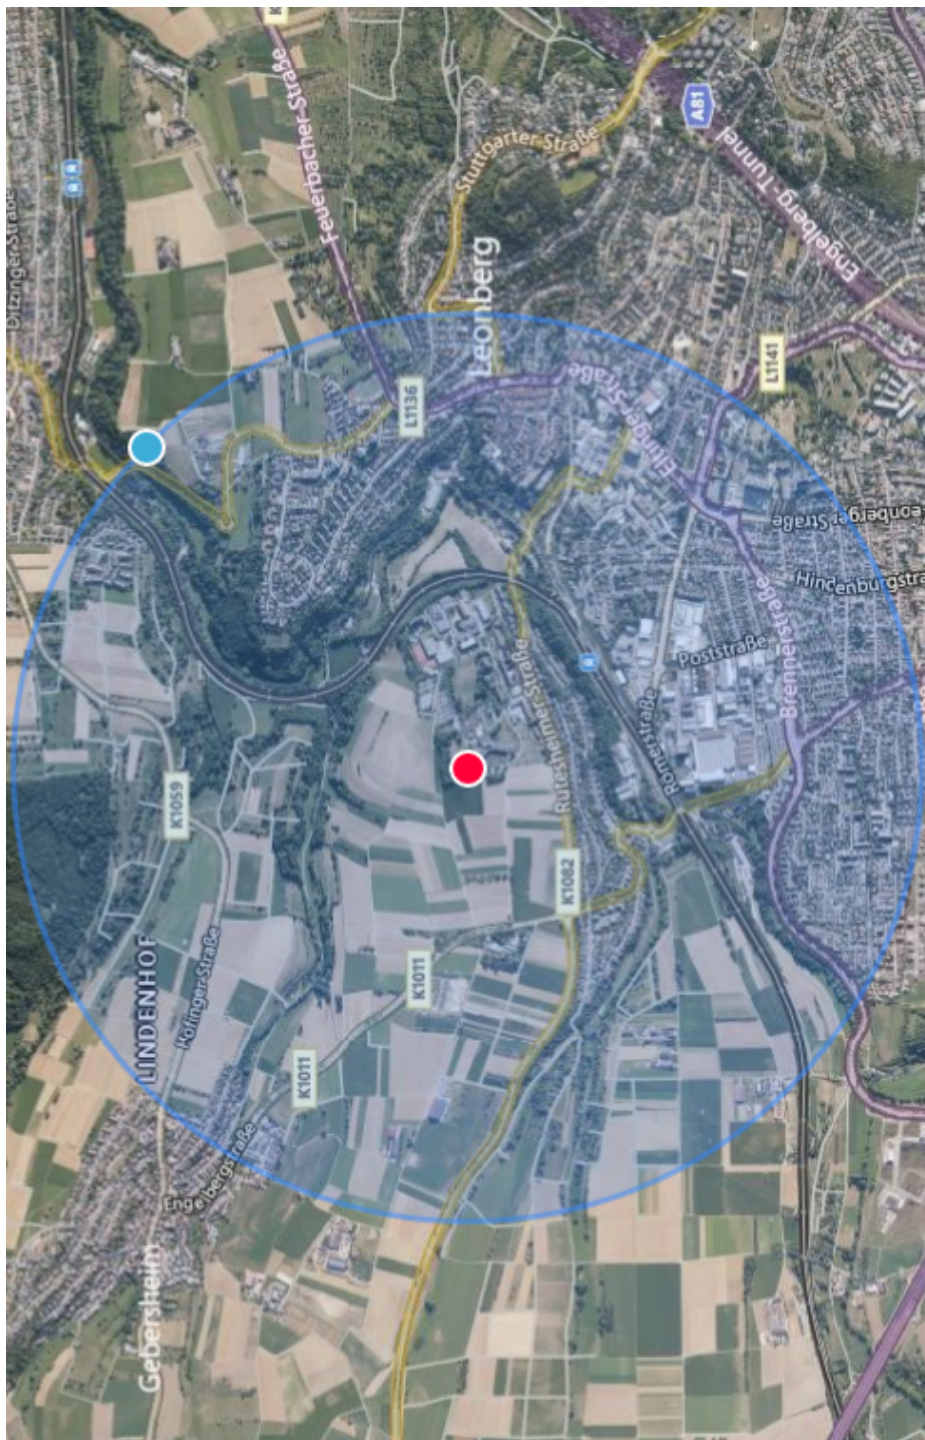 Ditzinger Straße
Gebersheim
LINDENHOF
K1059
Höfinger Straße
Engelbergstraße
K1011
K
Feuerbacher Straße
K1011
L1136
Leonberg
Stuttgarter Straße
Rutesheimer Straße
K1082
Eltinger Straße
Römerstraße
A81
Poststraße
Engelberg-Tunnel
L1141
Brennerstraße
Leonberger Straße
Hindenburgstra